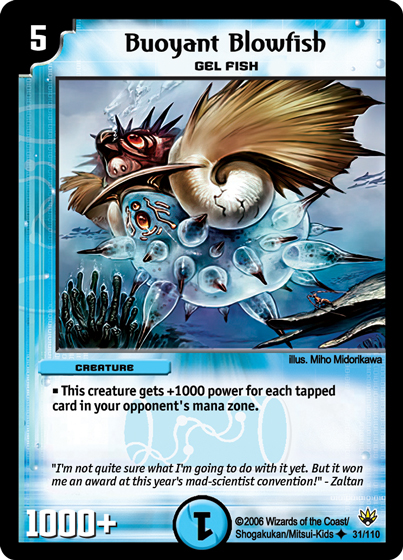 5
Buoyant Blowfish
GEL FISH
illus. Miho Midorikawa
CREATURE
▪ This creature gets +1000 power for each tapped
card in your opponent's mana zone.
"I'm not quite sure what I'm going to do with it yet. But it won
me an award at this year's mad-scientist convention!" - Zaltan
1000+
1
©2006 Wizards of the Coast/
Shogakukan/Mitsui-Kids ✦ 31/110